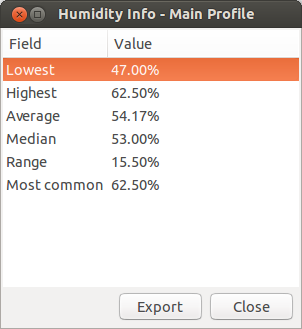 Humidity Info - Main Profile
Field Value
Lowest 47.00%
Highest 62.50%
Average 54.17%
Median 53.00%
Range 15.50%
Most common 62.50%
Export Close